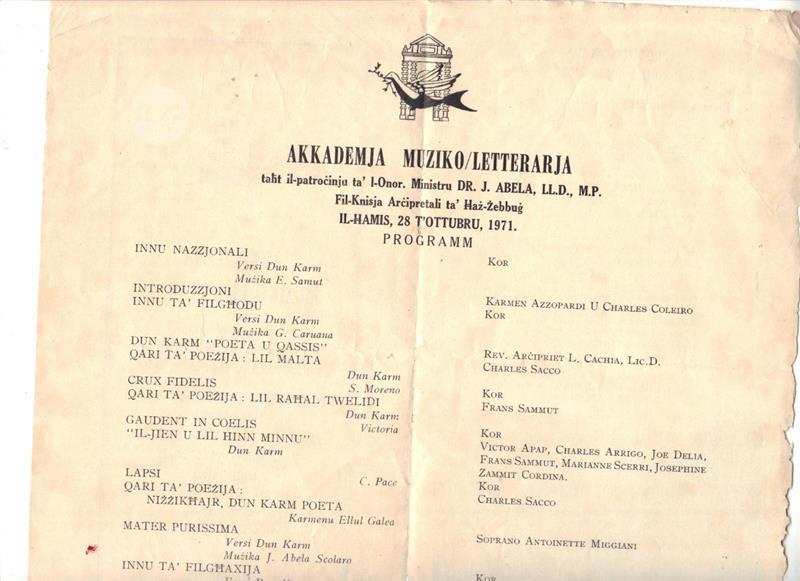 AKKADEMJA MUZIKO/LETTERARJA
taħt il-patroċinju ta' l-Onor. Ministru DR. J. ABELA, LL.D., M.P.
Fil-Knisja Arċipretali ta' Ħaż-Żebbuġ
IL-ĦAMIS, 28 T'OTTUBRU, 1971.
PROGRAMM
INNU NAZZJONALI
Versi Dun Karm
Kor
Mużika E. Samut
INTRODUZZJONI
Karmen Azzopardi U Charles Coleiro
INNU TA' FILGĦODU
Kor
Versi Dun Karm
Mużika G. Caruana
DUN KARM "POETA U QASSIS"
Rev. Arċipriet L. Cachia, Lic.D.
QARI TA' POEŻIJA : LIL MALTA
Charles Sacco
Dun Karm
CRUX FIDELIS
S. Moreno
Kor
QARI TA' POEŻIJA : LIL RAĦAL TWELIDI
Frans Sammut
Dun Karm
GAUDENT IN COELIS
Victoria
Kor
"IL-JIEN U LIL HINN MINNU"
Victor Apap, Charles Arrigo, Joe Delia,
Dun Karm
Frans Sammut, Marianne Scerri, Josephine
Zammit Cordina.
LAPSI
C. Pace
Kor
QARI TA' POEŻIJA :
Charles Sacco
NIŻŻIKĦAJR, DUN KARM POETA
Karmenu Ellul Galea
MATER PURISSIMA
Soprano Antoinette Miggiani
Versi Dun Karm
Mużika J. Abela Scolaro
INNU TA' FILGĦAXIJA
Kor